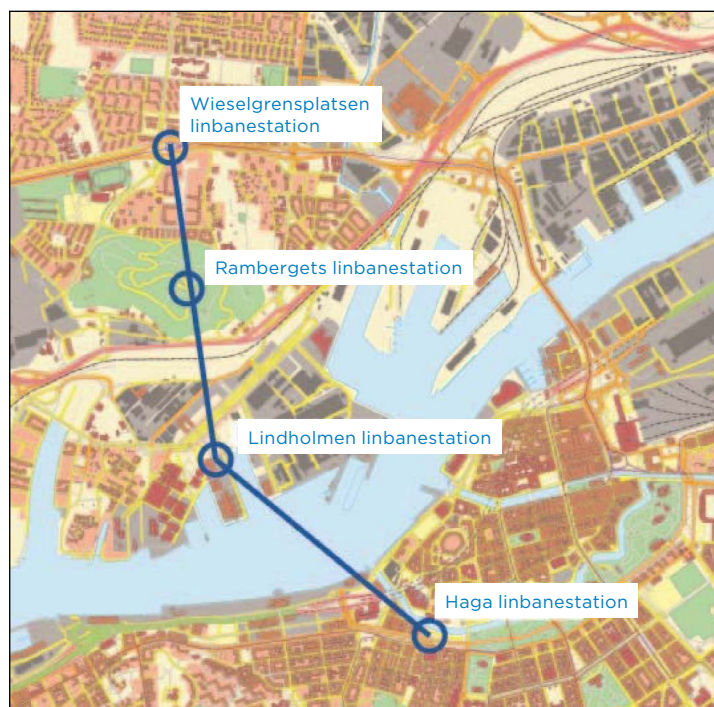 Wieselgrensplatsen
linbanestation
Rambergets linbanestation
Lindholmen linbanestation
Haga linbanestation